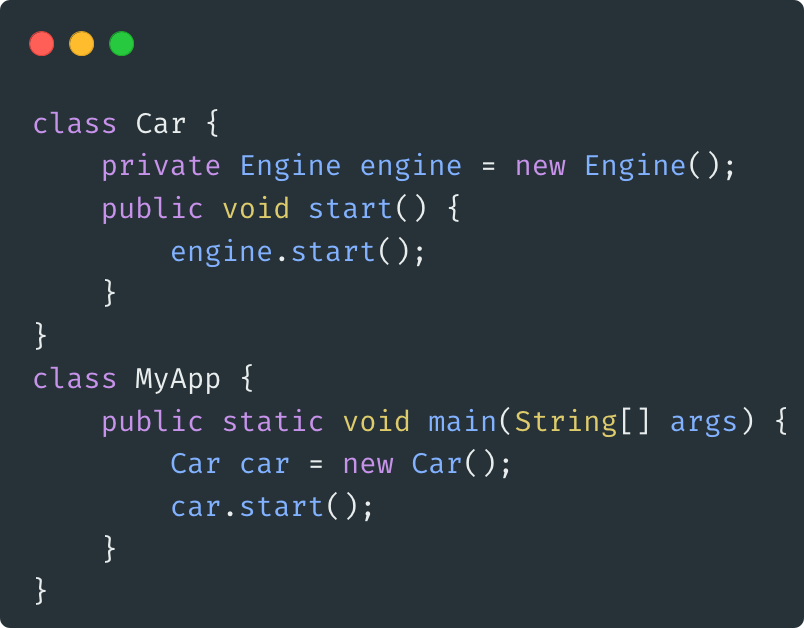 class Car {
    private Engine engine = new Engine();
    public void start() {
        engine.start();
    }
}
class MyApp {
    public static void main(String[] args) {
        Car car = new Car();
        car.start();
    }
}